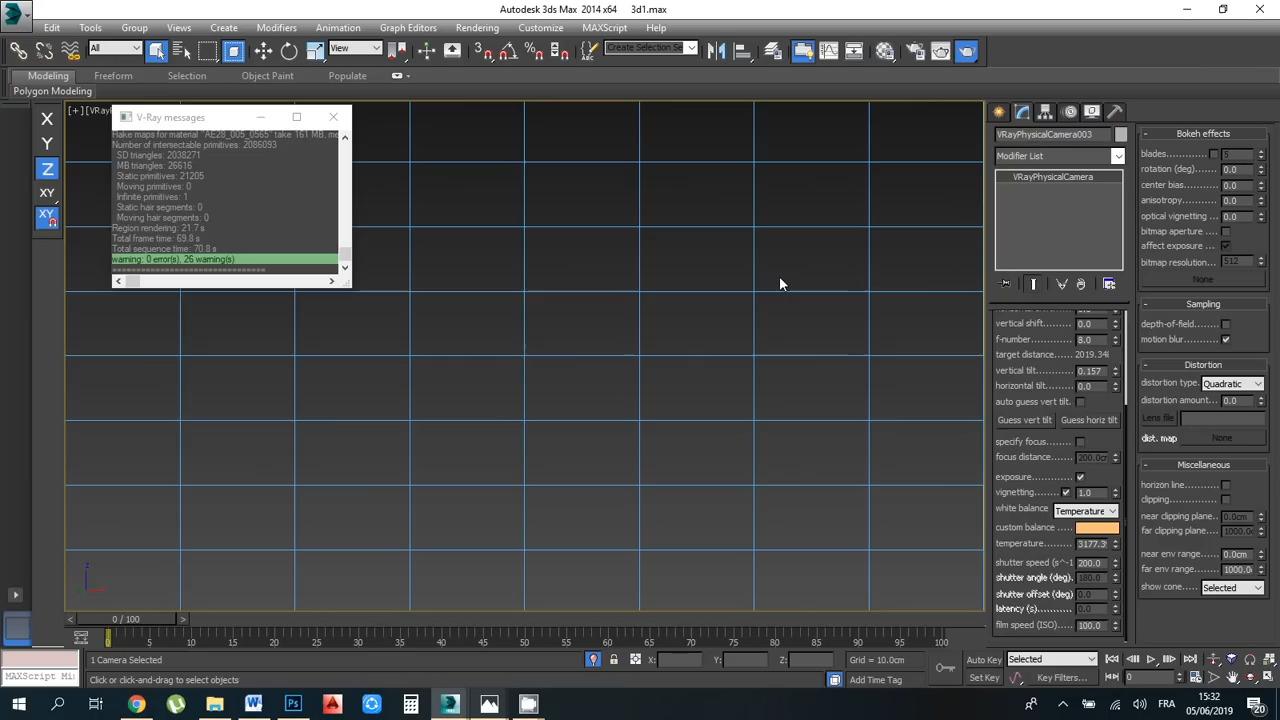 Autodesk 3ds Max 2014 x64 3d1.max
Edit Tools Group Views Create Modifiers Animation Graph Editors Rendering Customize MAXScript Help
All View Create Selection Se
Modeling Freeform Selection Object Paint Populate
Polygon Modeling
X
Y
Z
XY
XY
V-Ray messages
Number of intersectable primitives: 2086093
SD triangles: 2038271
MB triangles: 26616
Static primitives: 21205
Moving primitives: 0
Infinite primitives: 1
Static hair segments: 0
Moving hair segments: 0
Region rendering: 21.7 s
Total frame time: 69.8 s
Total sequence time: 70.8 s
warning: 0 error(s), 26 warning(s)
==============================
z
VRayPhysicalCamera003
Modifier List
VRayPhysicalCamera
vertical shift 0.0
f-number 8.0
target distance 2019.34
vertical tilt 0.157
horizontal tilt 0.0
auto guess vert tilt
Guess vert tilt Guess horiz tilt
specify focus
focus distance 200.0c
exposure
vignetting 1.0
white balance Temperature
custom balance
temperature 3177.3
shutter speed (s^-1 200.0
shutter angle (deg) 180.0
shutter offset (deg) 0.0
latency (s) 0.0
film speed (ISO) 100.0
Bokeh effects
blades 5
rotation (deg) 0.0
center bias 0.0
anisotropy 0.0
optical vignetting 0.0
bitmap aperture
affect exposure
bitmap resolution 512
None
Sampling
depth-of-field
motion blur
Distortion
distortion type Quadratic
distortion amount 0.0
Lens file
dist. map None
Miscellaneous
horizon line
clipping
near clipping plane 0.0cm
far clipping plane 1000.0
near env range 0.0cm
far env range 1000.0
show cone Selected
0 / 100
0 5 10 15 20 25 30 35 40 45 50 55 60 65 70 75 80 85 90 95 100
1 Camera Selected X: Y: Z: Grid = 10.0cm Auto Key Selected
MAXScript Mi Click or click-and-drag to select objects Add Time Tag Set Key Key Filters... 0
15:32
FRA
05/06/2019
20